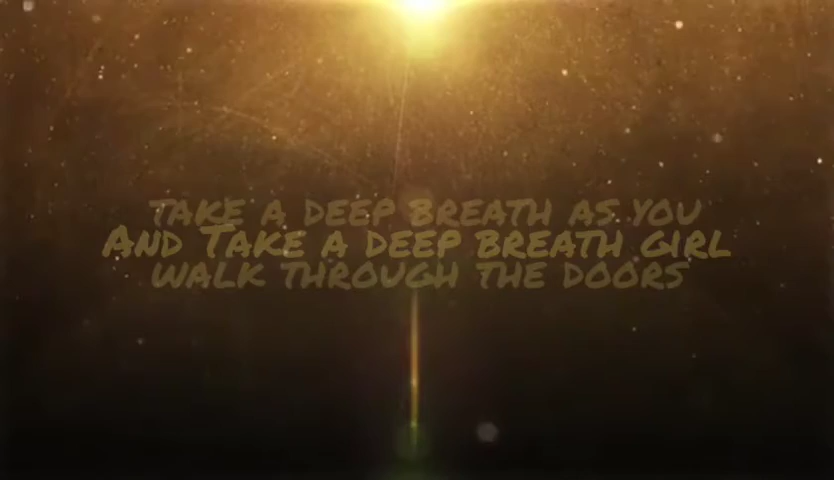 TAKE A DEEP BREATH AS YOU
AND TAKE A DEEP BREATH GIRL
WALK THROUGH THE DOORS